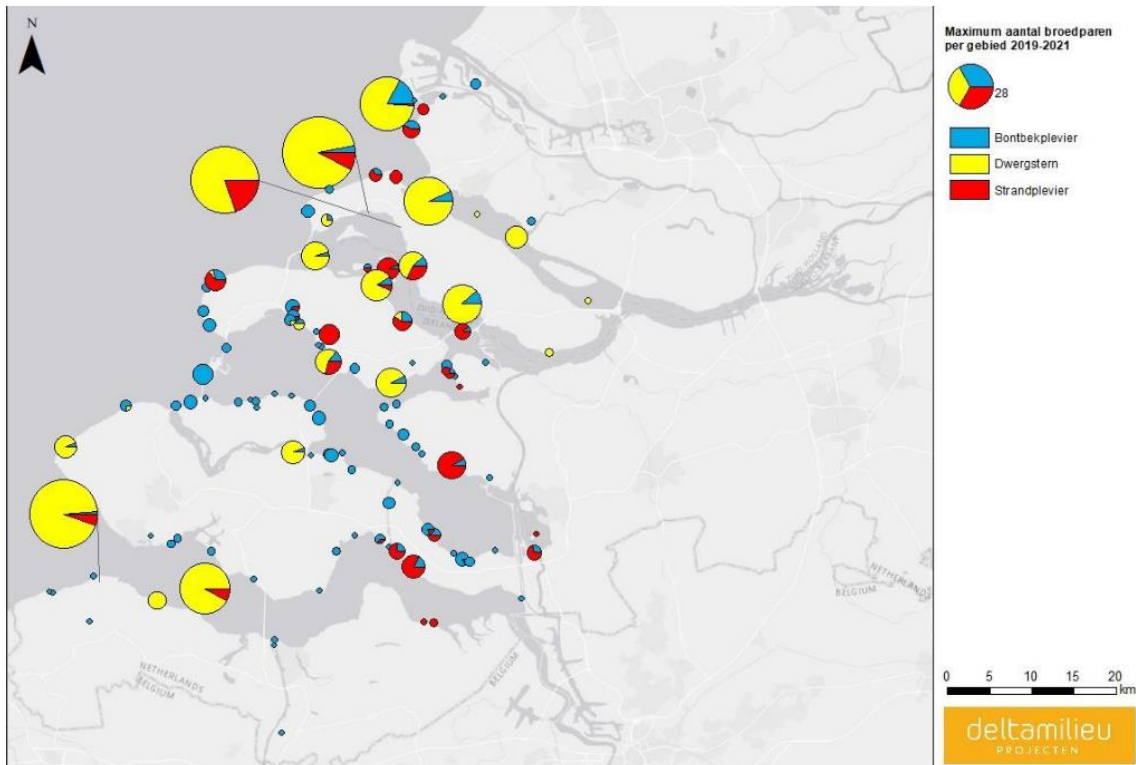 N
Maximum aantal broedparen
per gebied 2019-2021
28
Bontbekplevier
Dwergstern
Strandplevier
NETHERLANDS
BELGIUM
BELGIUM
NETHERLANDS
BELGIUM
0 5 10 15 20
km
deltamilieu
PROJECTEN